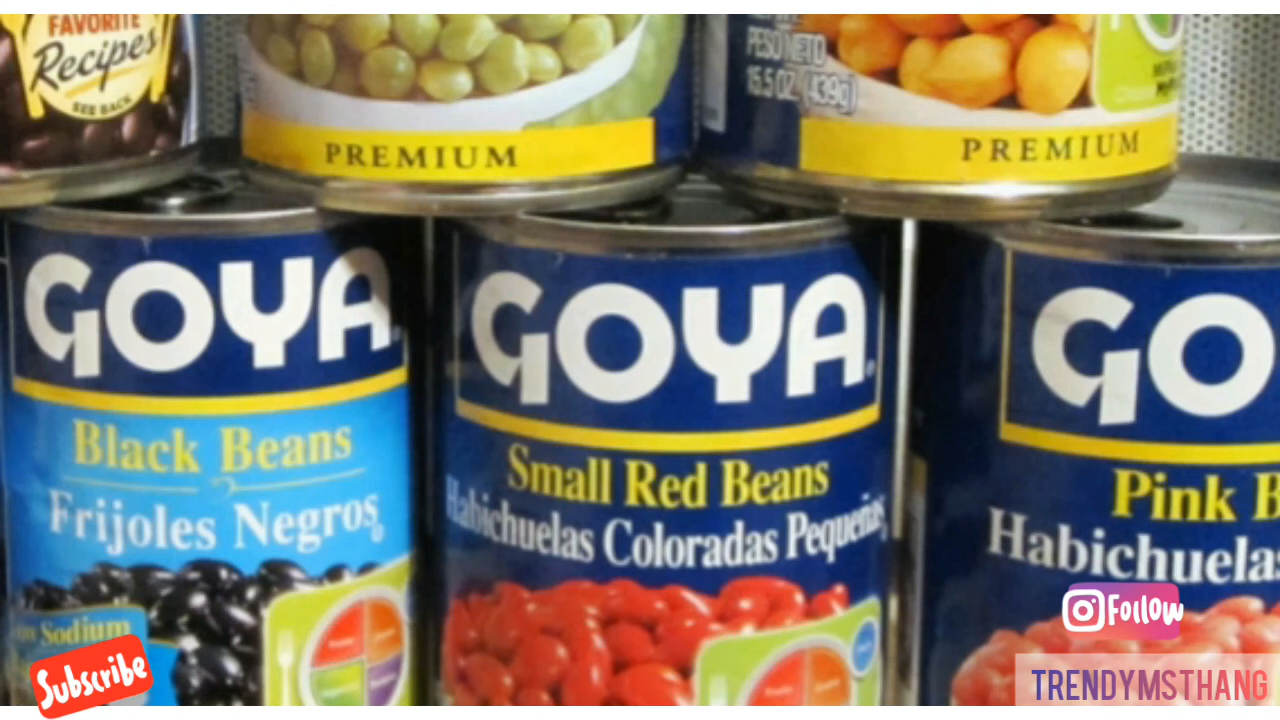 FAVORITE
Recipes
SEE BACK
PREMIUM
PESO NETO
15.5 OZ. (439g)
PREMIUM
GOYA
Black Beans
Frijoles Negros
Sodium
GOYA.
Small Red Beans
Habichuelas Coloradas Pequeñas
GO
Pink B
Habichuelas
Subscribe
Follow
TRENDYMSTHANG